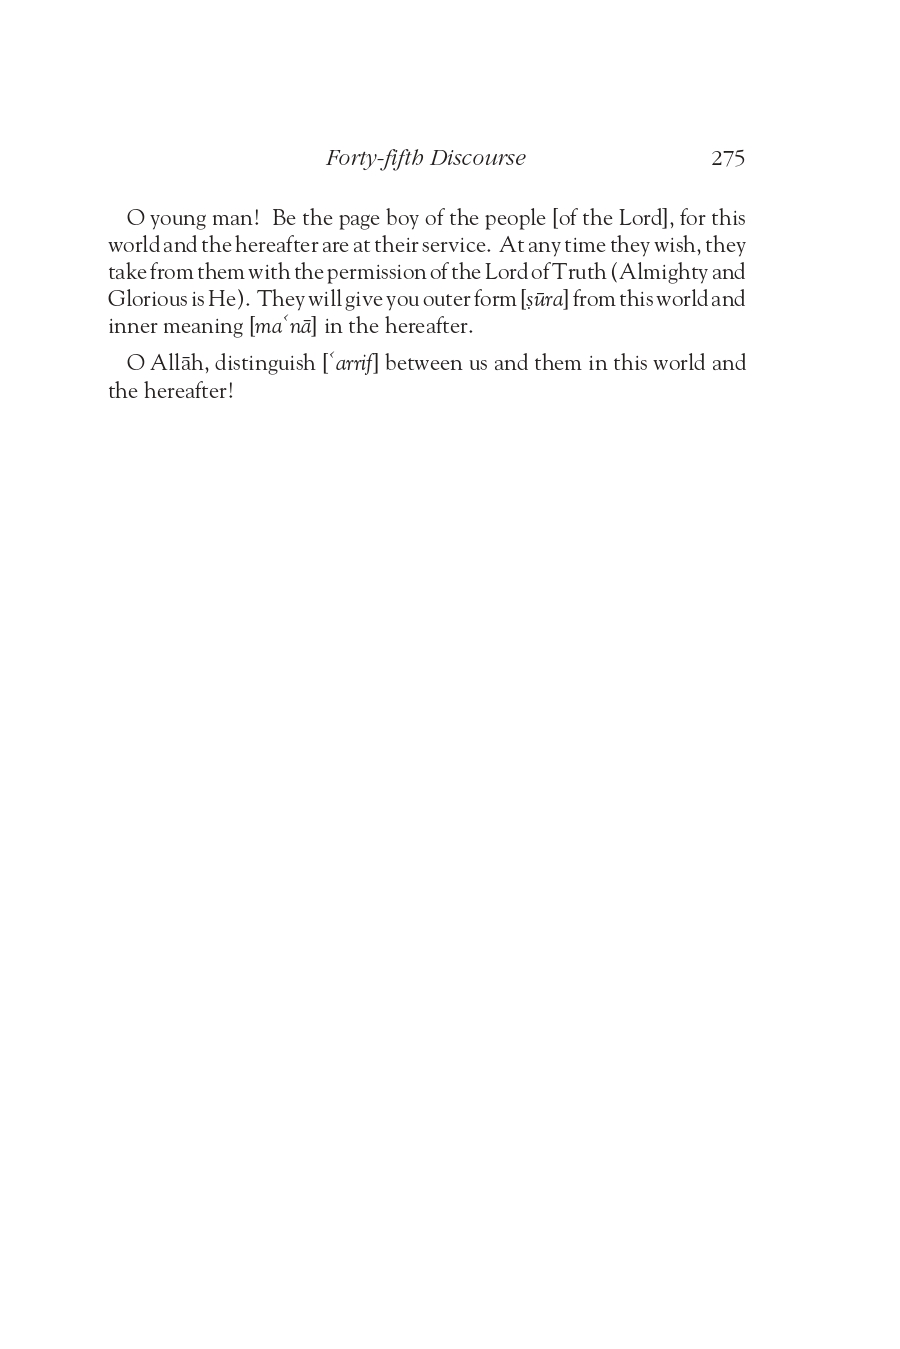 Forty-fifth Discourse 275
O young man! Be the page boy of the people [of the Lord], for this
world and the hereafter are at their service. At any time they wish, they
take from them with the permission of the Lord of Truth (Almighty and
Glorious is He). They will give you outer form [ṣūra] from this world and
inner meaning [maʿnā] in the hereafter.
O Allāh, distinguish [ʿarrif] between us and them in this world and
the hereafter!